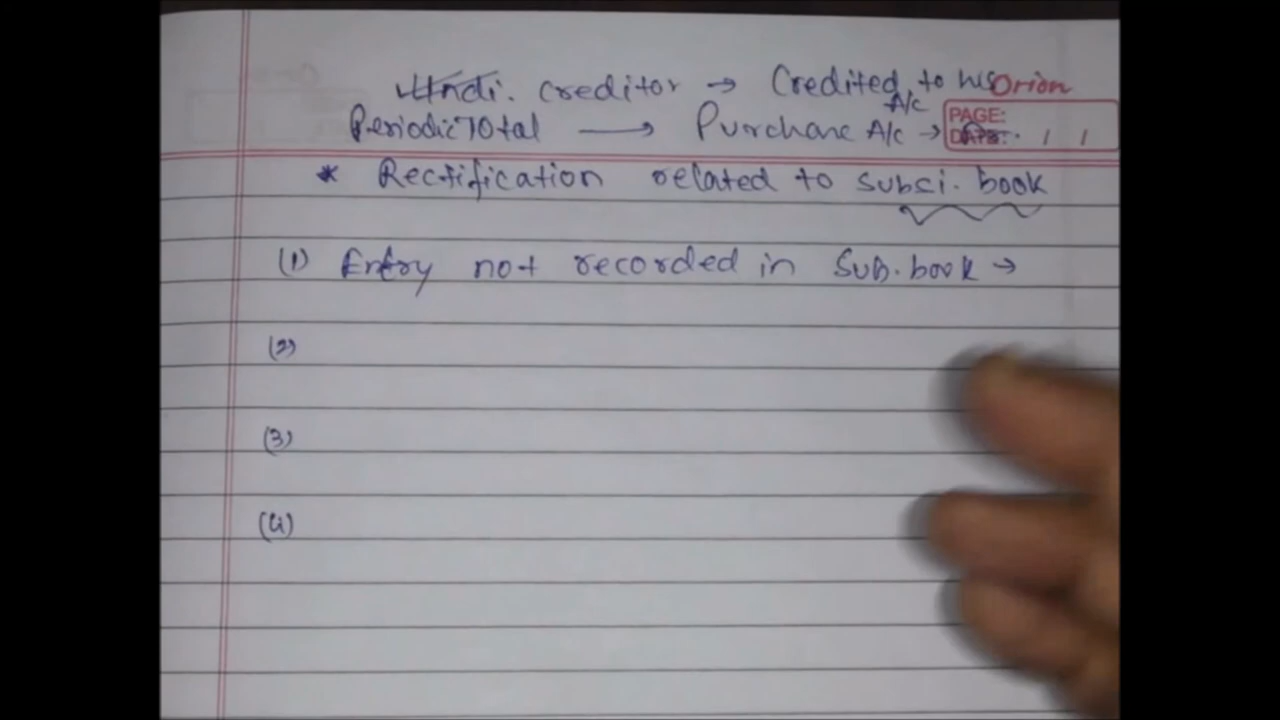 creditor → Credited to his Orion
A/c
Periodic Total → Purchase A/c → PAGE:
DATE: / /
* Rectification related to subsi. book
(1) Entry not recorded in Sub. book →
(2)
(3)
(4)